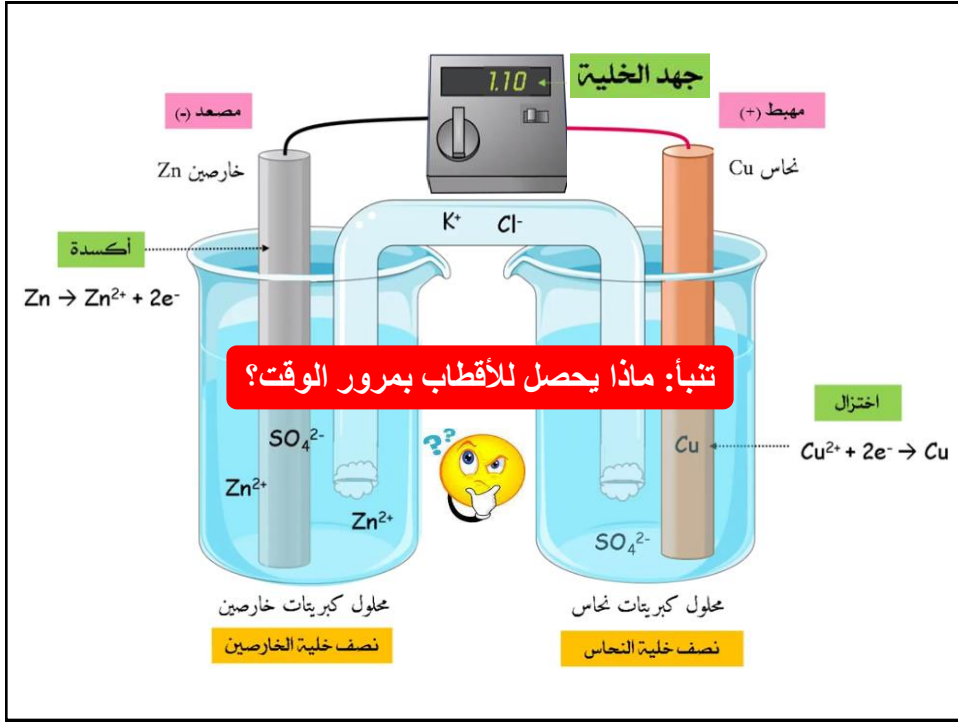 جهد الخلية
1.10
مصعد (-)
مهبط (+)
خارصين Zn
نحاس Cu
K⁺ Cl⁻
أكسدة
Zn → Zn²⁺ + 2e⁻
تنبأ: ماذا يحصل للأقطاب بمرور الوقت؟
اختزال
Cu²⁺ + 2e⁻ → Cu
SO₄²⁻
Zn²⁺
Zn²⁺
???
Cu
SO₄²⁻
محلول كبريتات خارصين
محلول كبريتات نحاس
نصف خلية الخارصين
نصف خلية النحاس